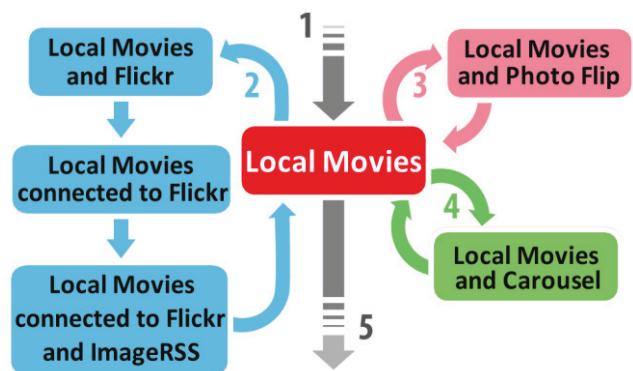 1
Local Movies
and Flickr
2
3
Local Movies
and Photo Flip
Local Movies
connected to Flickr
Local Movies
4
Local Movies
and Carousel
Local Movies
connected to Flickr
and ImageRSS
5